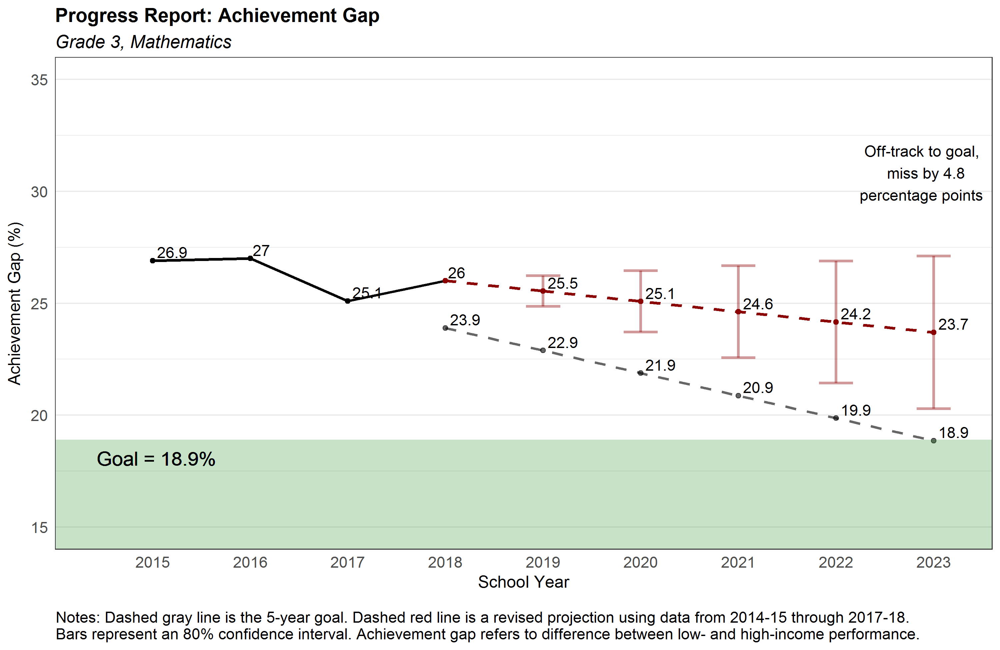 Progress Report: Achievement Gap
Grade 3, Mathematics
Achievement Gap (%)
35
30
25
20
15
Off-track to goal,
miss by 4.8
percentage points
26.9
27
25.1
26
25.5
25.1
24.6
24.2
23.7
23.9
22.9
21.9
20.9
19.9
18.9
Goal = 18.9%
2015 2016 2017 2018 2019 2020 2021 2022 2023
School Year
Notes: Dashed gray line is the 5-year goal. Dashed red line is a revised projection using data from 2014-15 through 2017-18.
Bars represent an 80% confidence interval. Achievement gap refers to difference between low- and high-income performance.